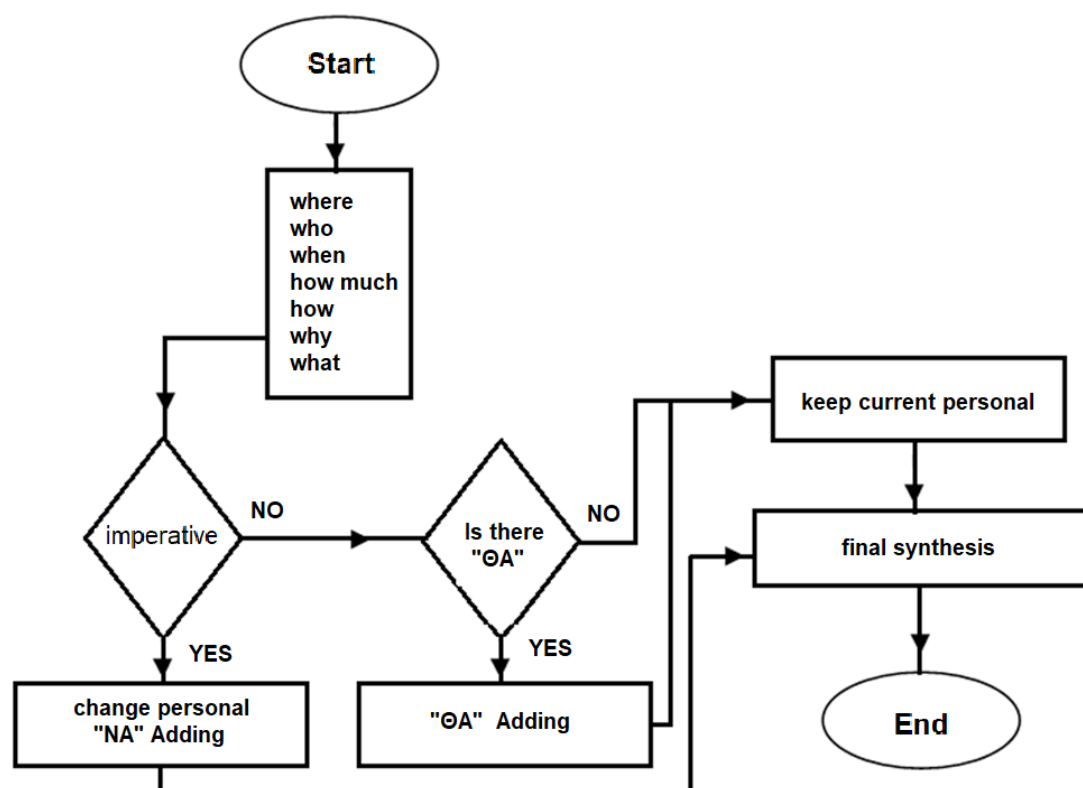 Start
where
who
when
how much
how
why
what
keep current personal
imperative
NO
Is there
"ΘΑ"
NO
final synthesis
YES
YES
change personal
"NA" Adding
"ΘΑ" Adding
End